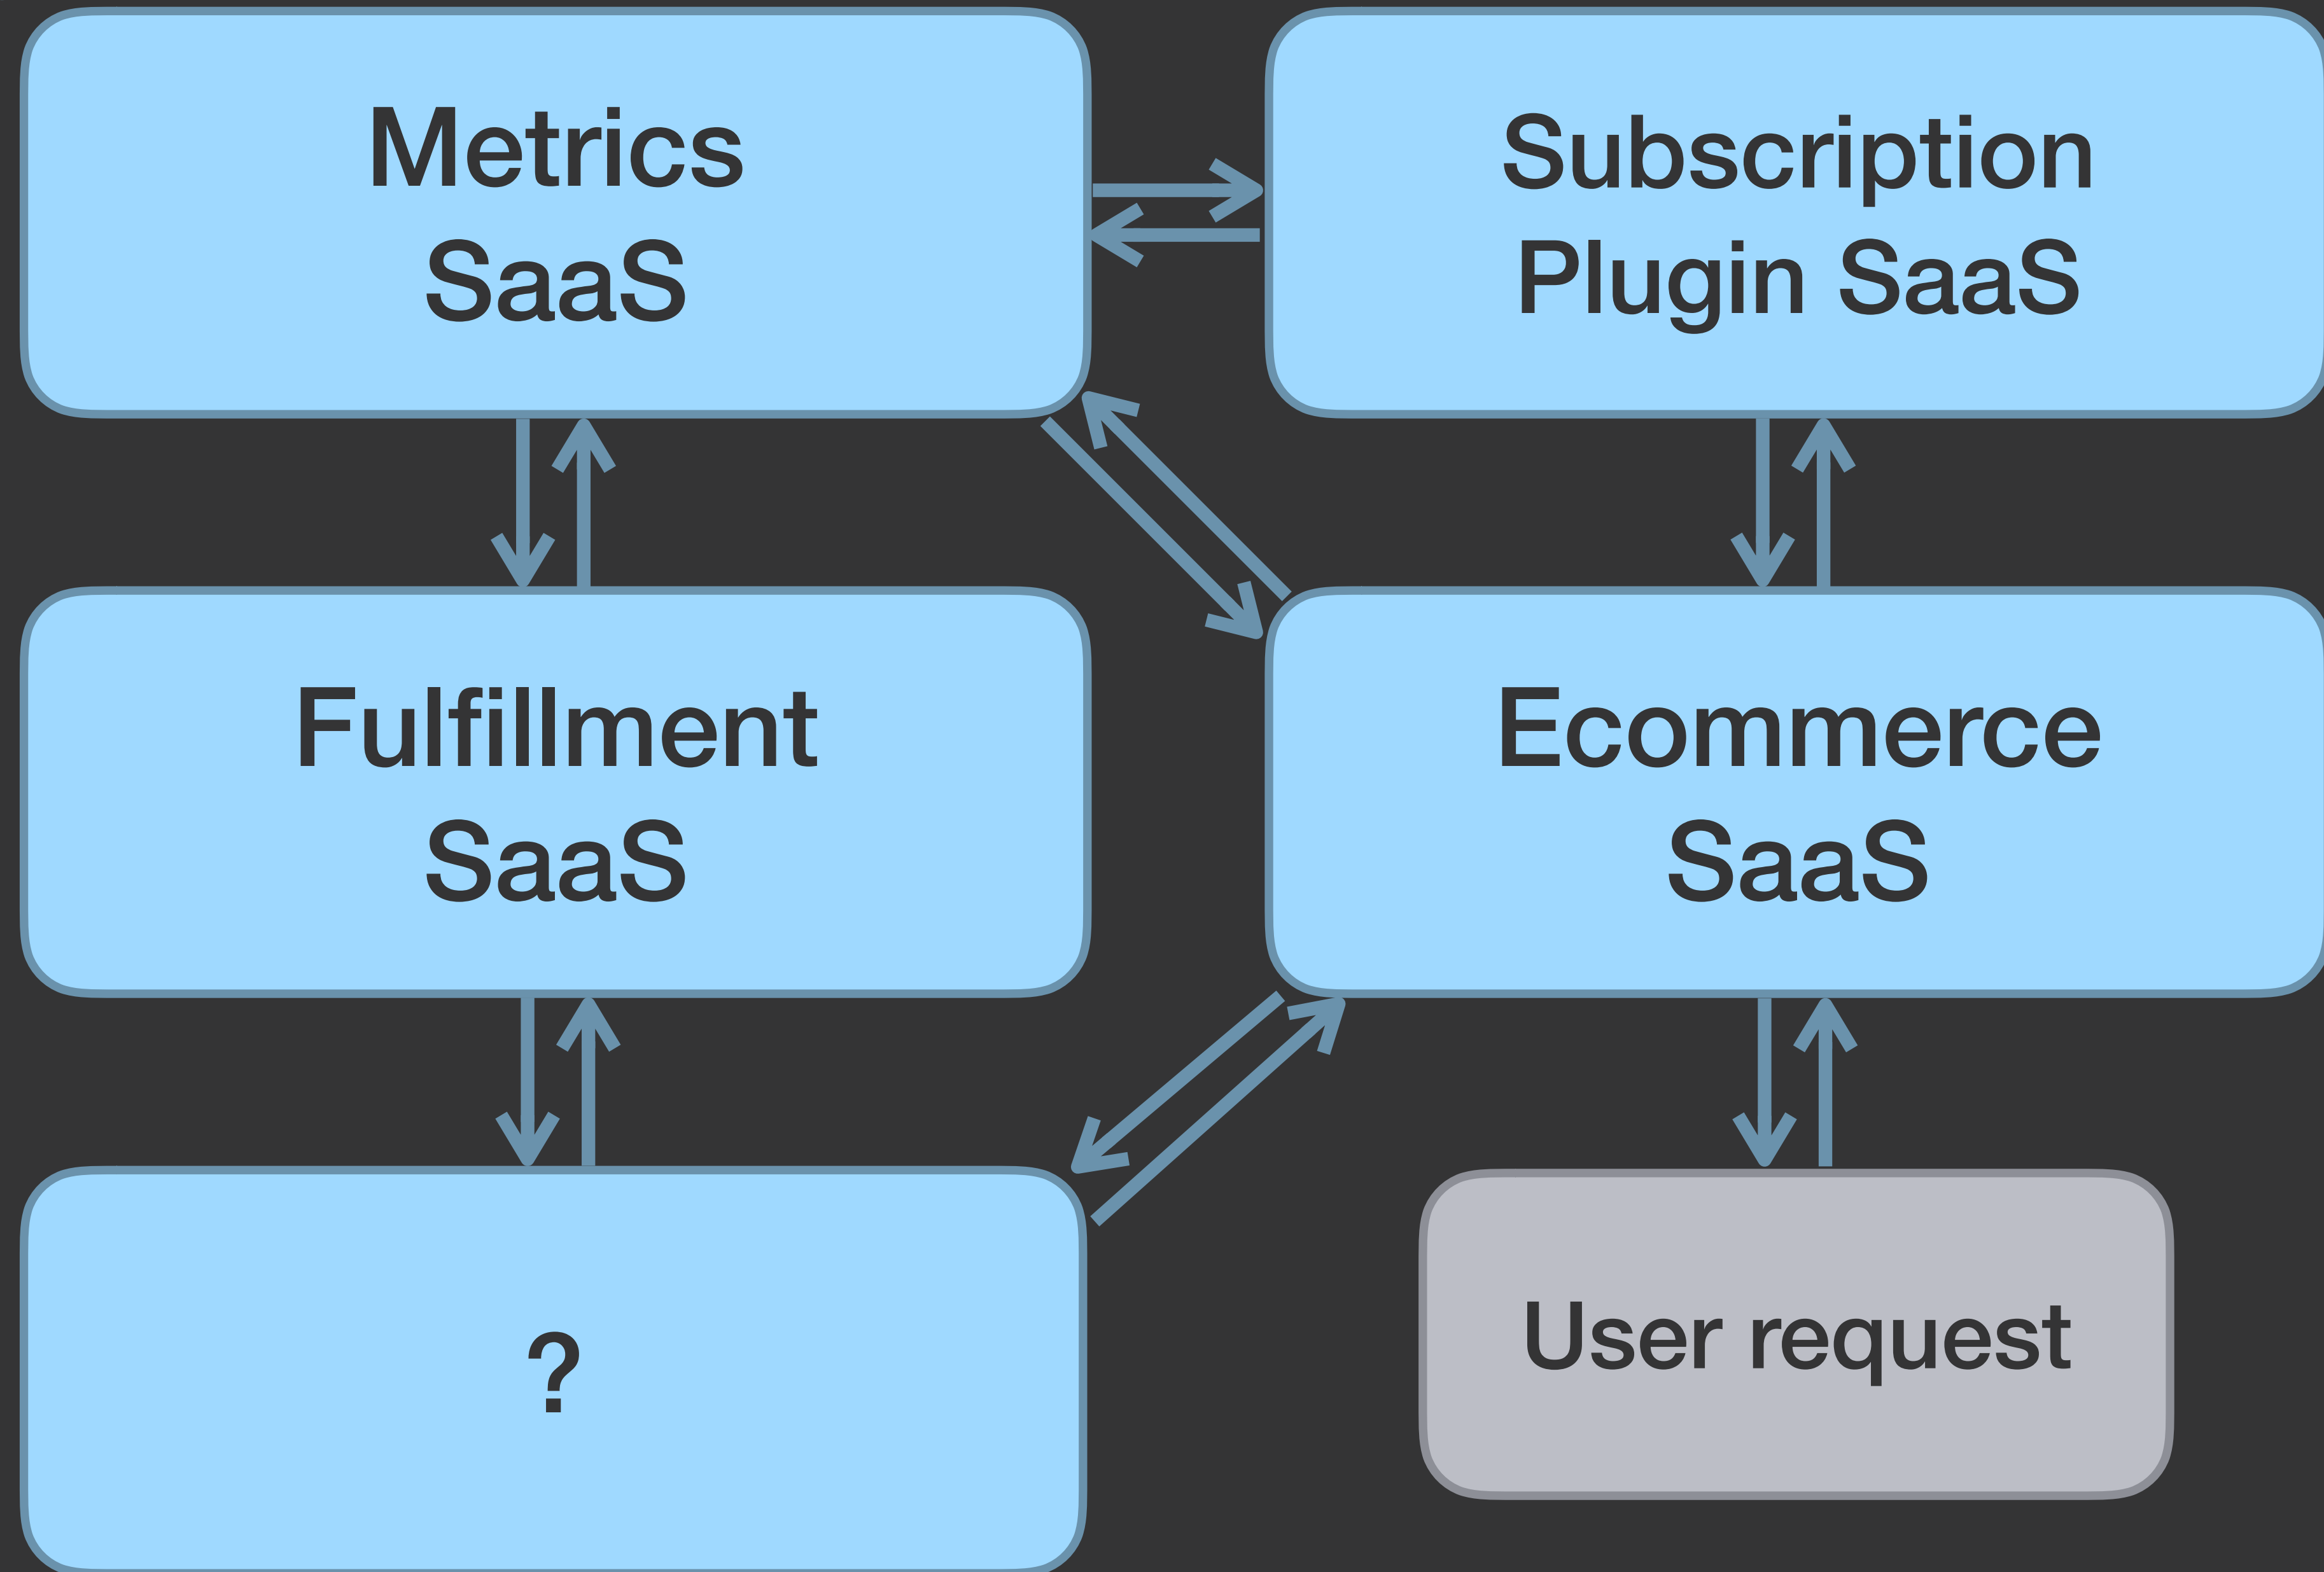 Metrics
SaaS
Subscription
Plugin SaaS
Fulfillment
SaaS
Ecommerce
SaaS
?
User request